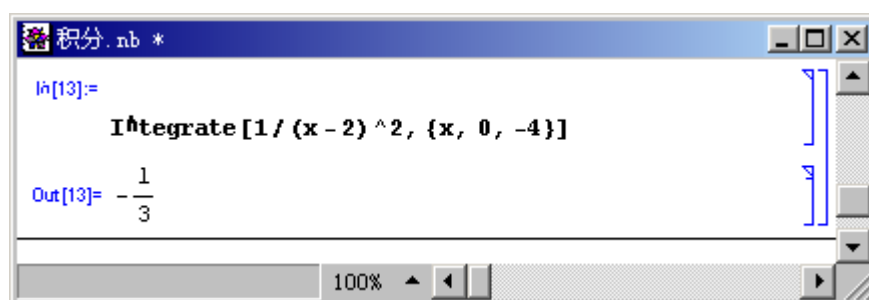 积分.nb *
In[13]:=
Integrate[1/(x-2)^2, {x, 0, -4}]
Out[13]= -1/3
100%